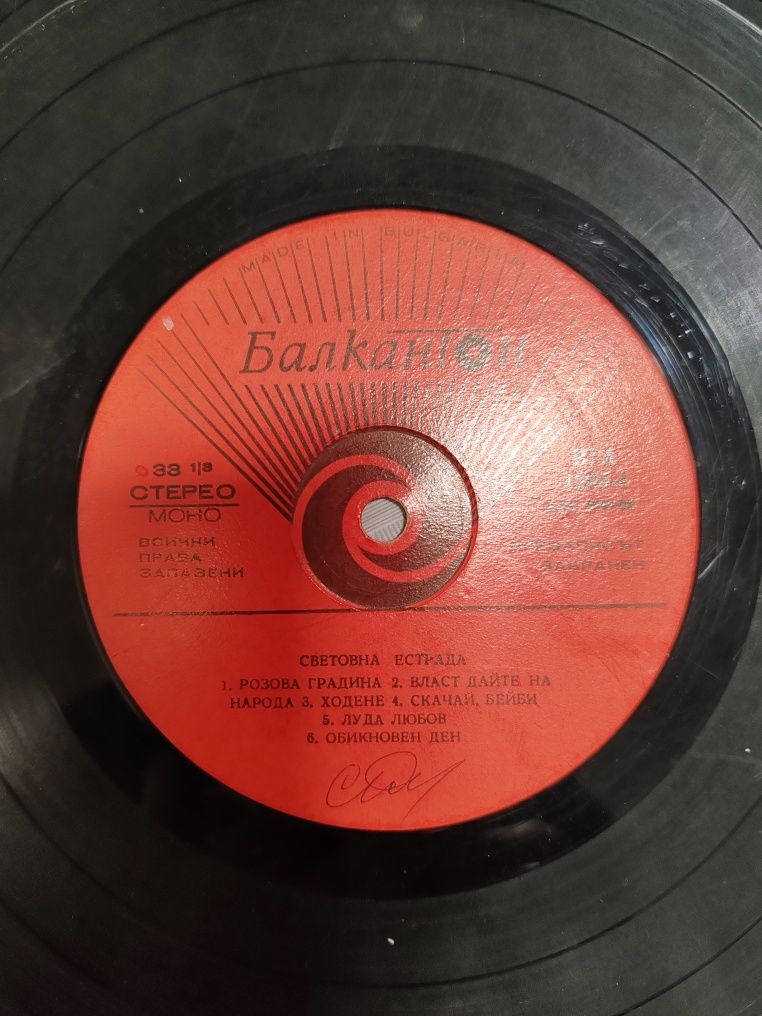 MADE IN BULGARIA
Балкантон
33 1/3
СТЕРЕО
МОНО
ВСИЧКИ
ПРАВА
ЗАПАЗЕНИ
ЗАБРАНЕН
СВЕТОВНА ЕСТРАДА
1. РОЗОВА ГРАДИНА 2. ВЛАСТ ДАЙТЕ НА
НАРОДА 3. ХОДЕНЕ 4. СКАЧАЙ, БЕЙБИ
5. ЛУДА ЛЮБОВ
6. ОБИКНОВЕН ДЕН